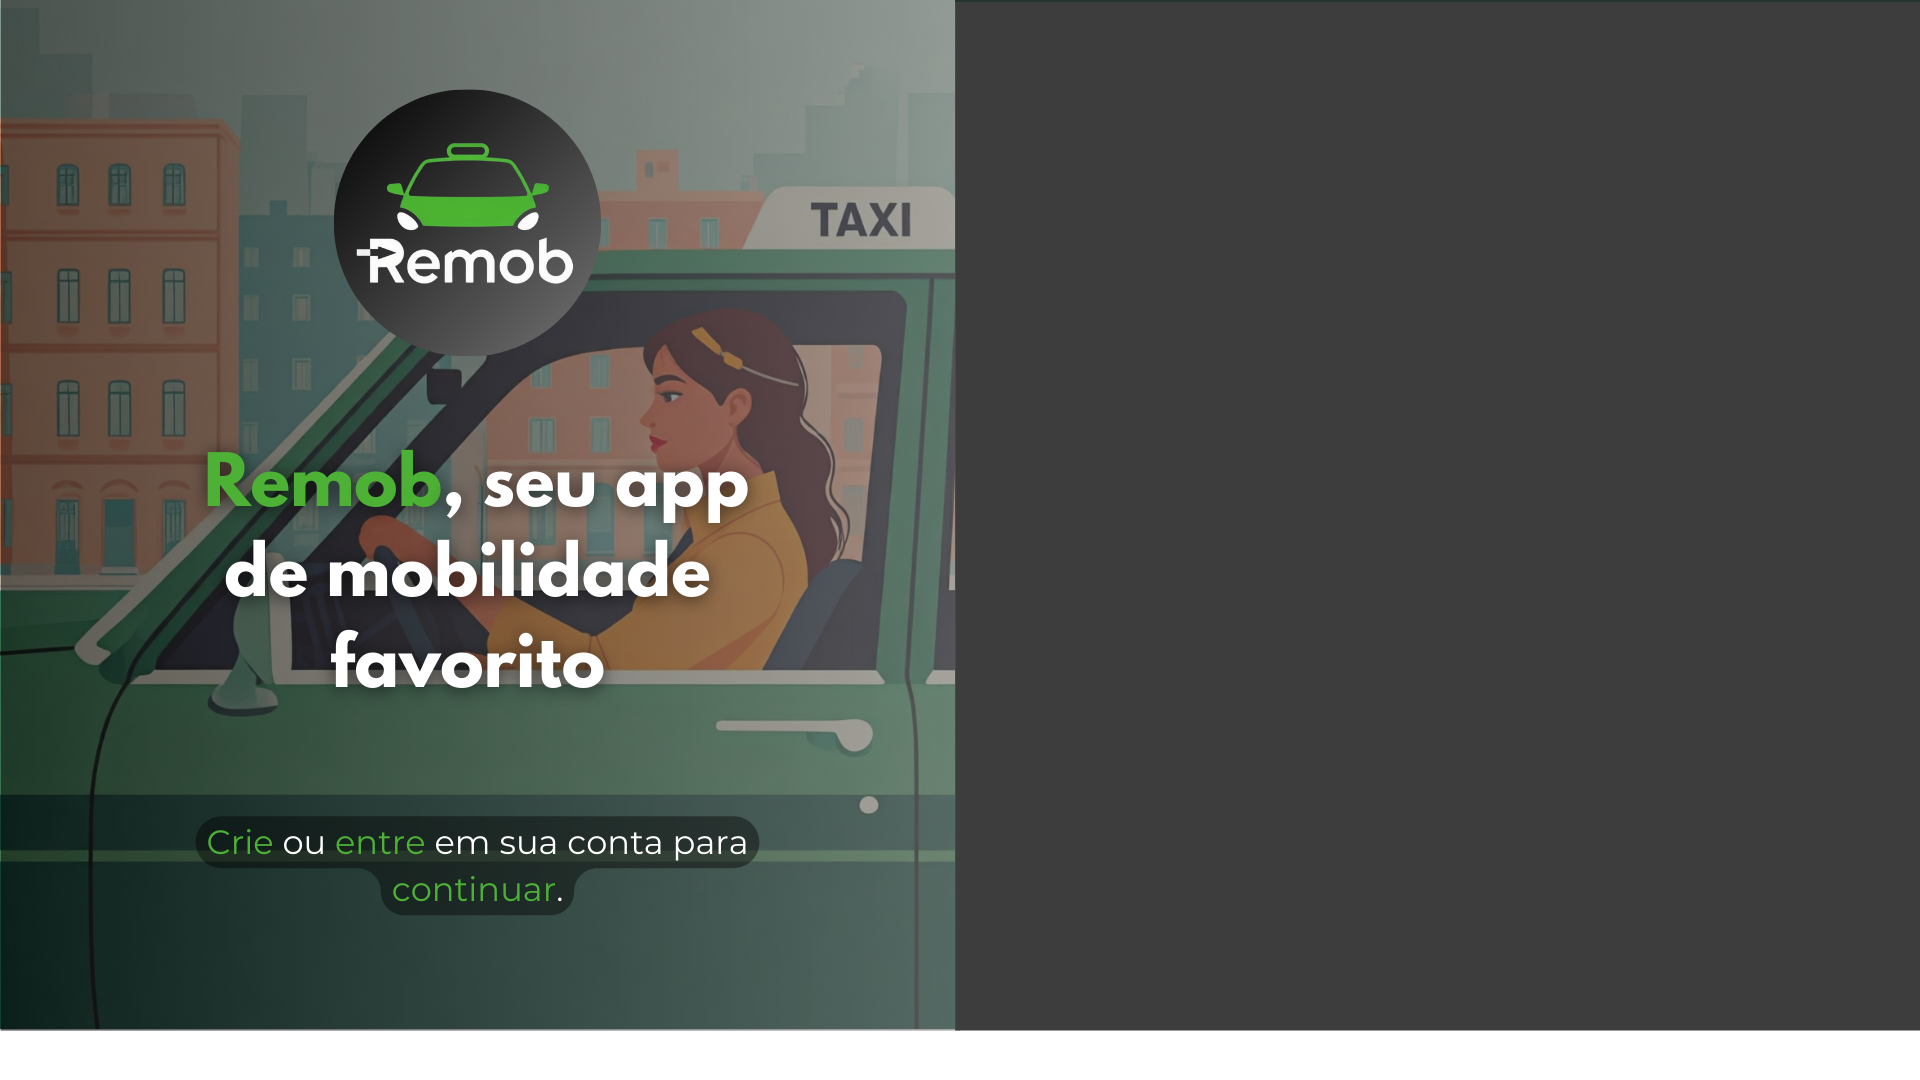 Remob
TAXI
Remob, seu app
de mobilidade
favorito
Crie ou entre em sua conta para
continuar.